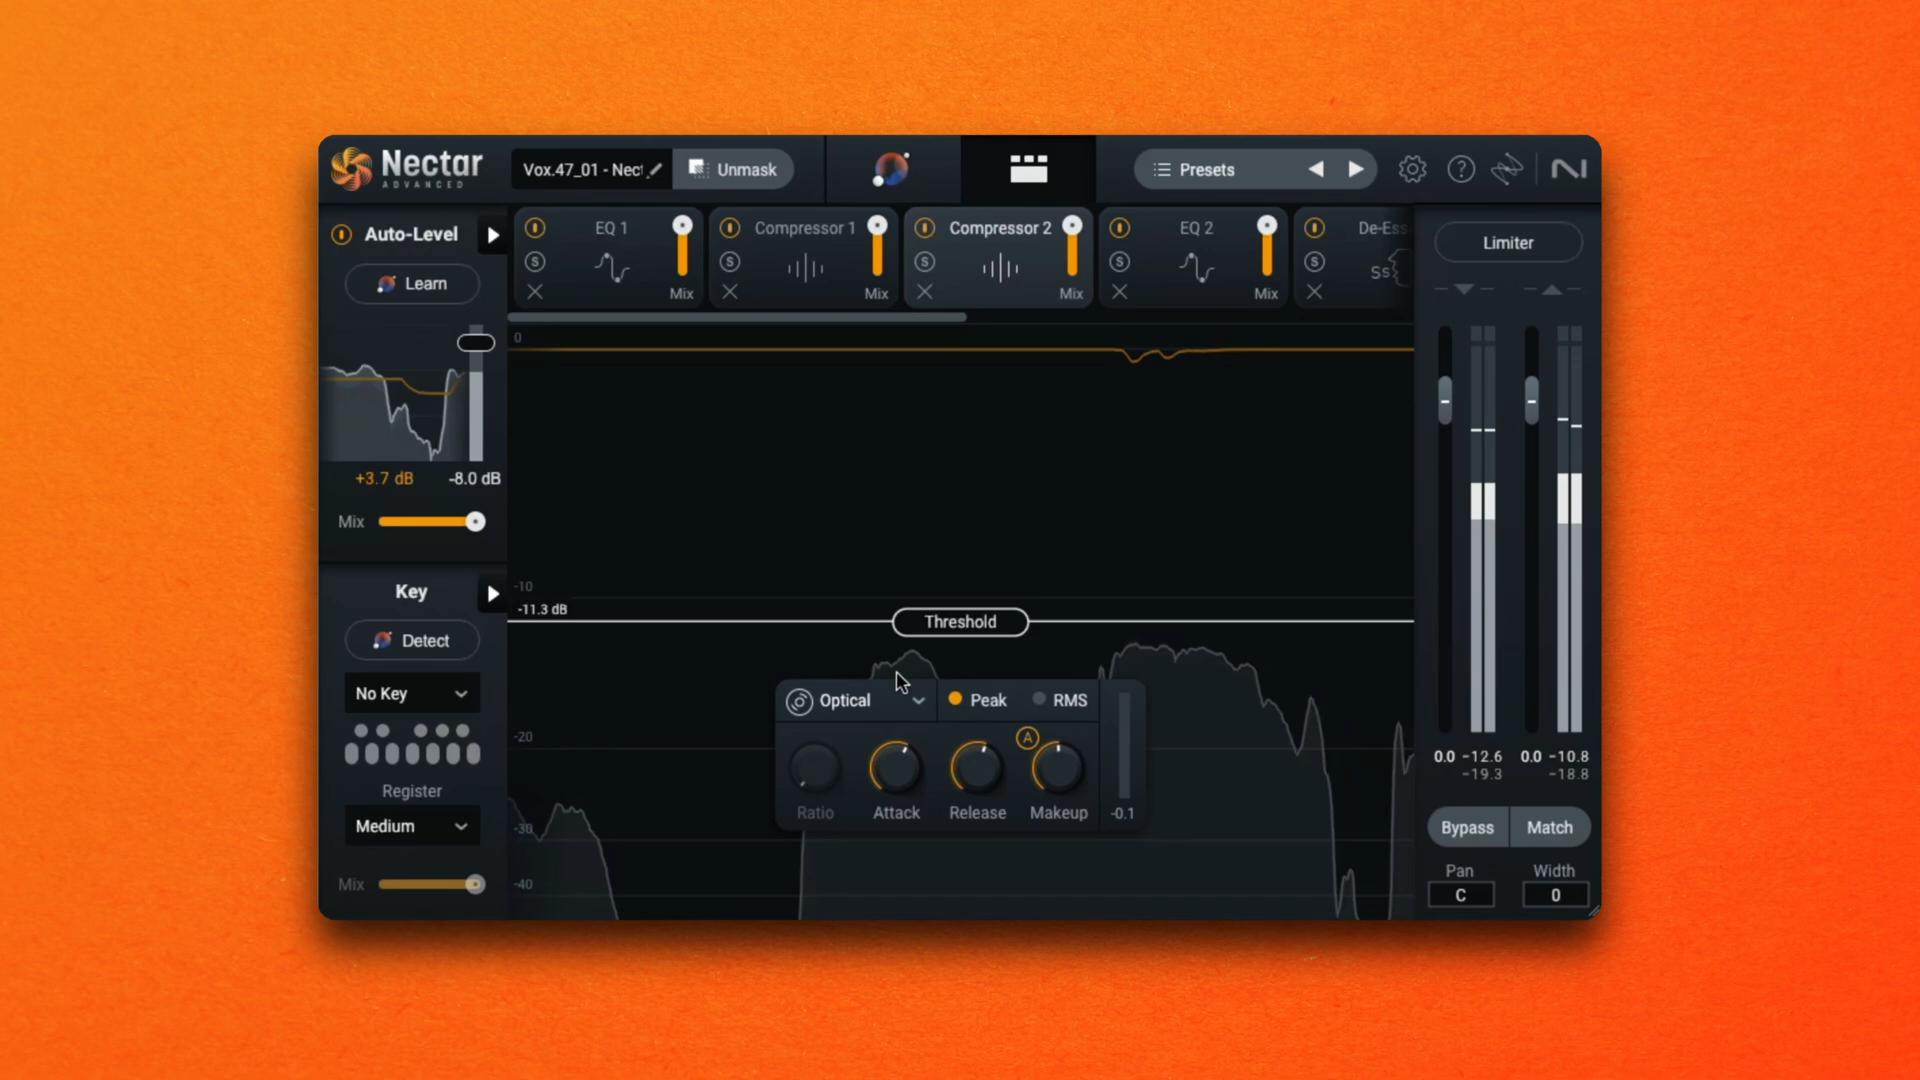 Nectar
ADVANCED
Vox.47_01 - Nect
Unmask
Presets
Auto-Level
Learn
+3.7 dB
-8.0 dB
Mix
Key
Detect
No Key
Register
Medium
Mix
EQ 1
S
Mix
Compressor 1
S
Mix
Compressor 2
S
Mix
EQ 2
S
Mix
De-Ess
S
Ss
0
-10
-11.3 dB
Threshold
-20
-30
-40
Optical
Peak
RMS
A
Ratio
Attack
Release
Makeup
-0.1
Limiter
0.0 -12.6
-19.3
0.0 -10.8
-18.8
Bypass
Match
Pan
C
Width
0